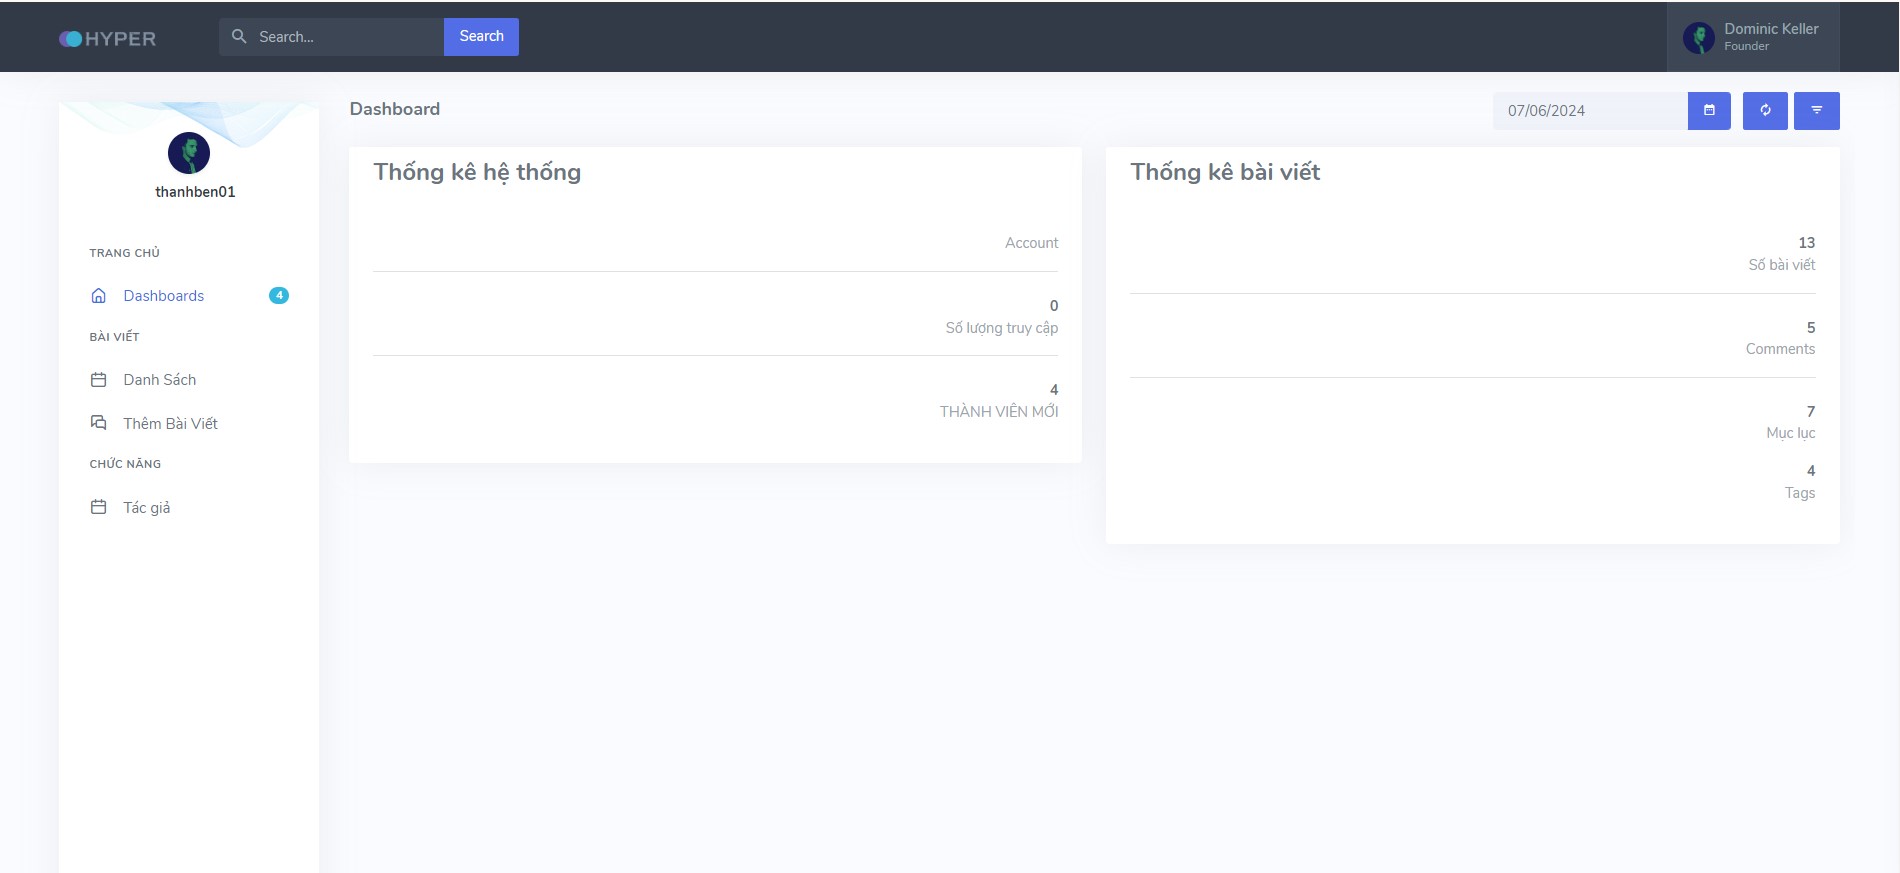 HYPER
Search...
Search
Dominic Keller
Founder
thanhben01
TRANG CHỦ
Dashboards
4
BÀI VIẾT
Danh Sách
Thêm Bài Viết
CHỨC NĂNG
Tác giả
Dashboard
07/06/2024
Thống kê hệ thống
Account
0
Số lượng truy cập
4
THÀNH VIÊN MỚI
Thống kê bài viết
13
Số bài viết
5
Comments
7
Mục lục
4
Tags